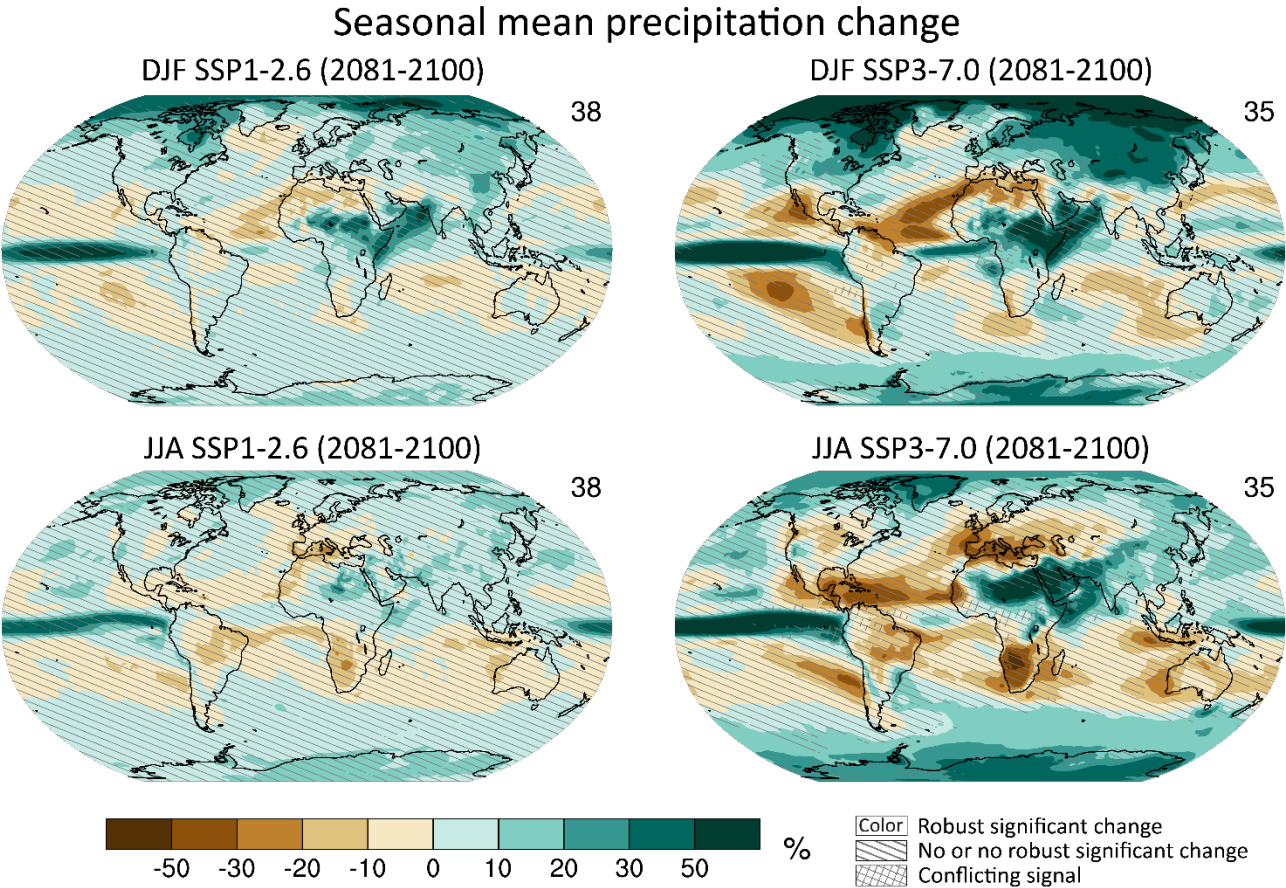 Seasonal mean precipitation change
DJF SSP1-2.6 (2081-2100)
DJF SSP3-7.0 (2081-2100)
38
35
JJA SSP1-2.6 (2081-2100)
JJA SSP3-7.0 (2081-2100)
38
35
-50 -30 -20 -10 0 10 20 30 50 %
Color Robust significant change
No or no robust significant change
Conflicting signal